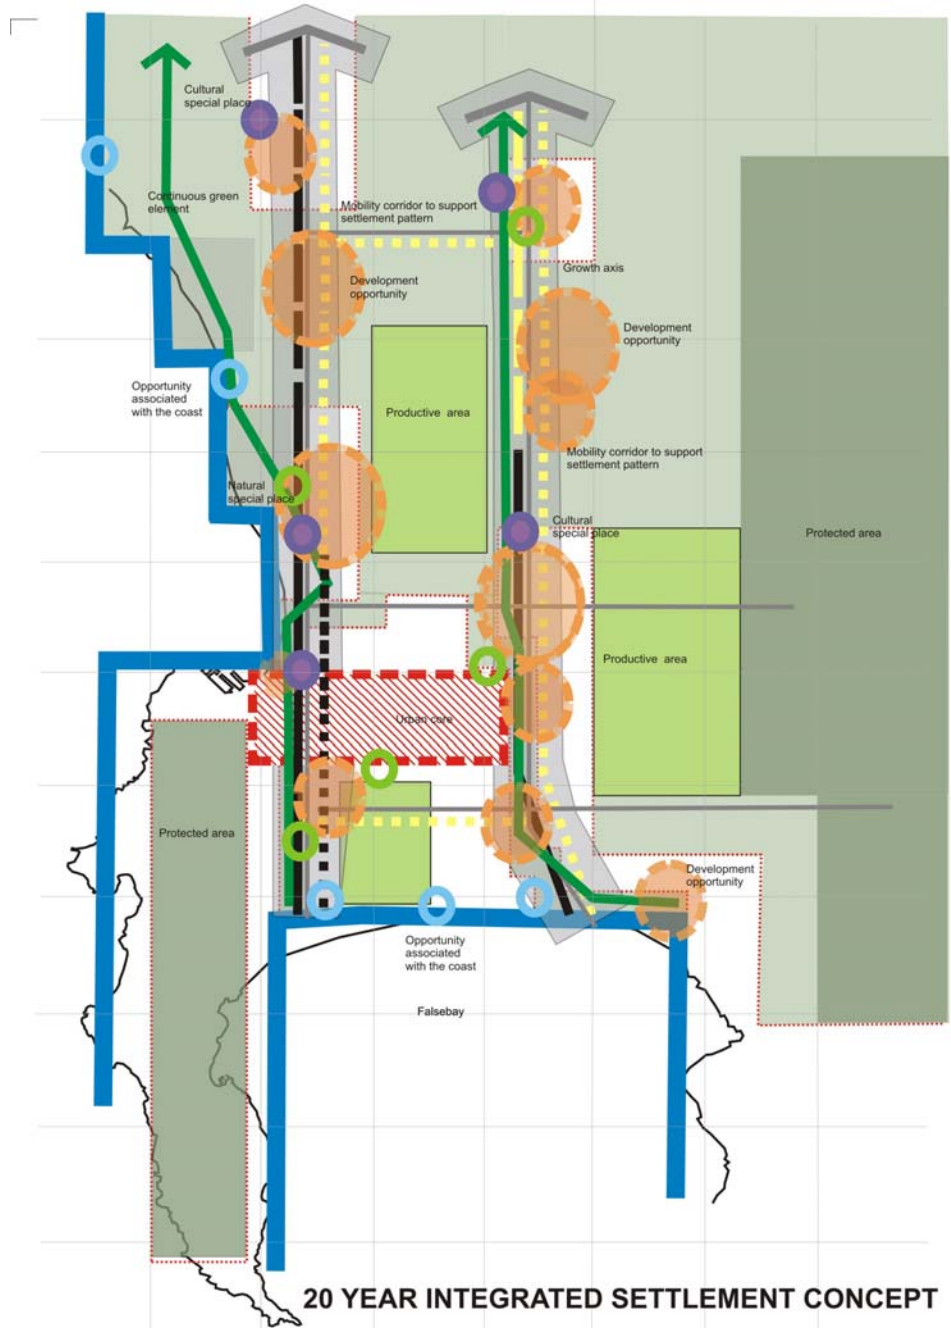 Cultural
special place
Continuous green
element
Mobility corridor to support
settlement pattern
Growth axis
Development
opportunity
Development
opportunity
Opportunity
associated
with the coast
Productive area
Mobility corridor to support
settlement pattern
Natural
special place
Cultural
special place
Protected area
Productive area
Urban core
Protected area
Development
opportunity
Opportunity
associated
with the coast
Falsebay
20 YEAR INTEGRATED SETTLEMENT CONCEPT